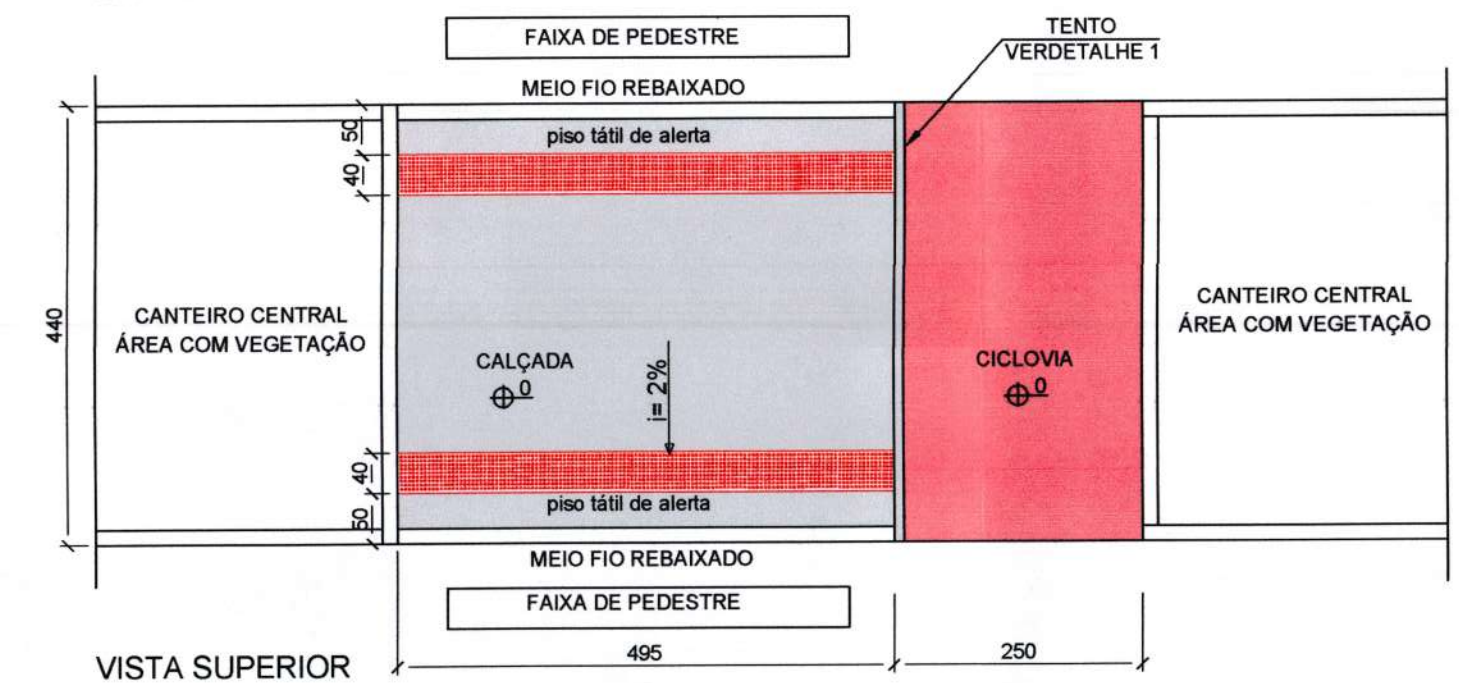 FAIXA DE PEDESTRE
TENTO
VERDETALHE 1
MEIO FIO REBAIXADO
50
piso tátil de alerta
40
440
CANTEIRO CENTRAL
ÁREA COM VEGETAÇÃO
CANTEIRO CENTRAL
ÁREA COM VEGETAÇÃO
CALÇADA
0
i= 2%
CICLOVIA
0
40
50
piso tátil de alerta
MEIO FIO REBAIXADO
FAIXA DE PEDESTRE
495
250
VISTA SUPERIOR